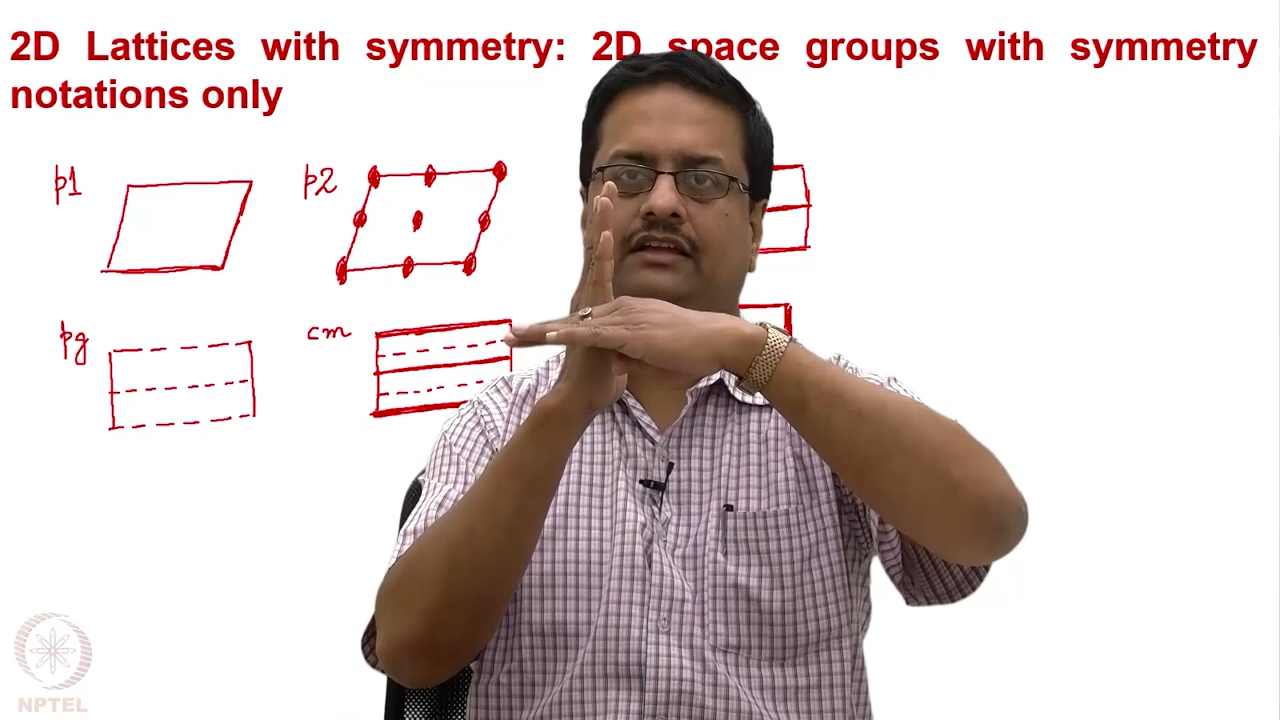 2D Lattices with symmetry: 2D space groups with symmetry
notations only
p1
p2
pg
cm
NPTEL